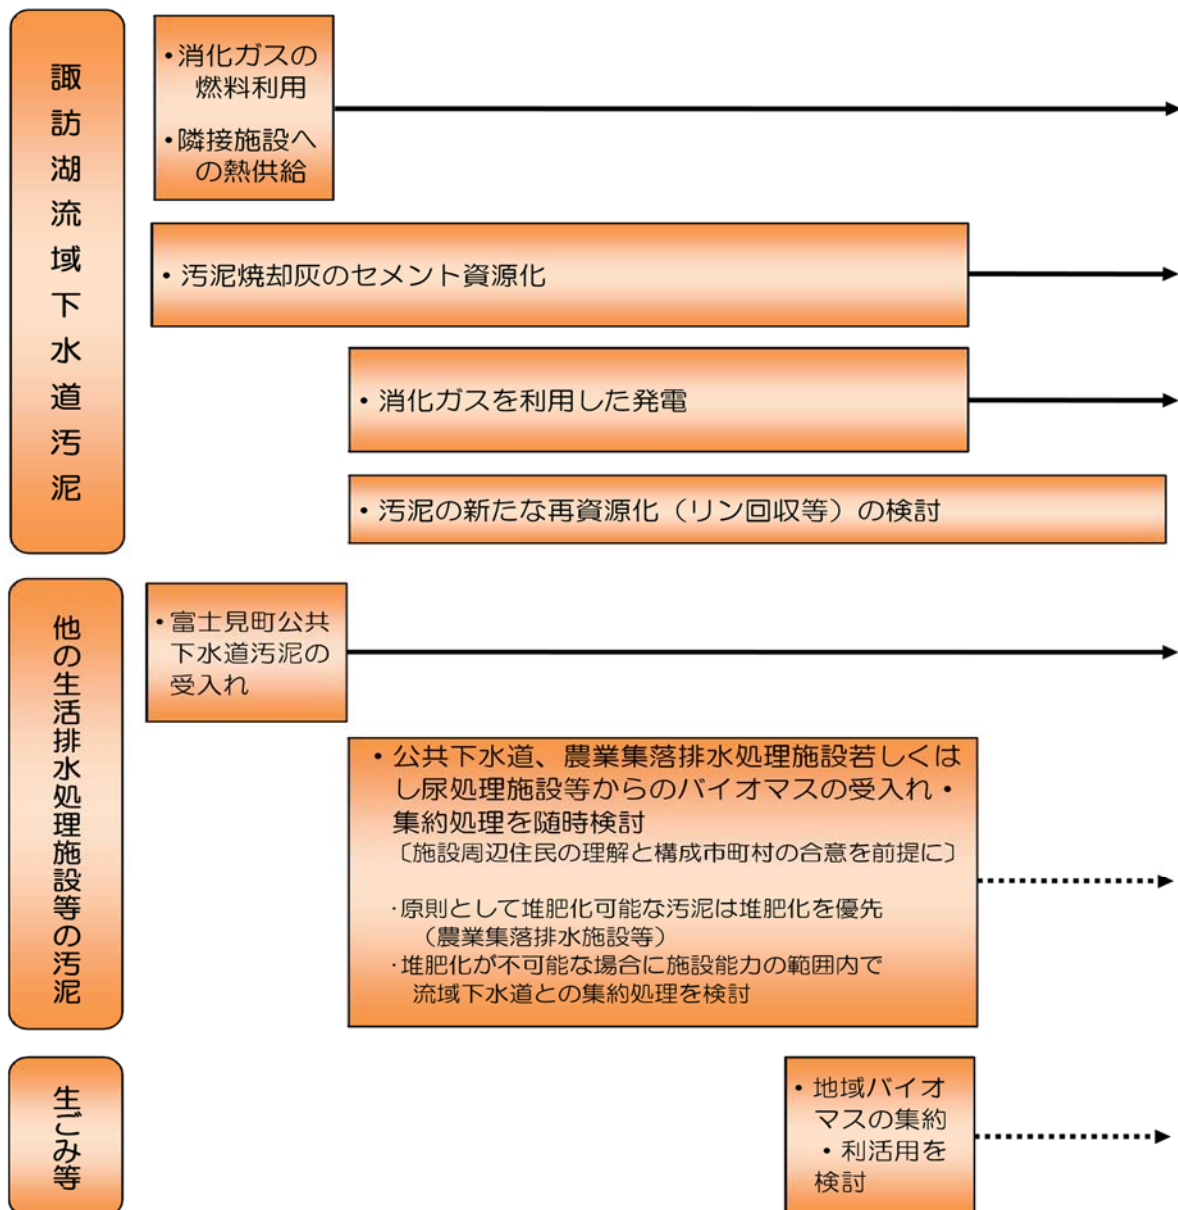 諏訪湖流域下水道汚泥
・消化ガスの
燃料利用
・隣接施設へ
の熱供給
・汚泥焼却灰のセメント資源化
・消化ガスを利用した発電
・汚泥の新たな再資源化（リン回収等）の検討
他の生活排水処理施設等の汚泥
・富士見町公共
下水道汚泥の
受入れ
・公共下水道、農業集落排水処理施設若しくは
し尿処理施設等からのバイオマスの受入れ・
集約処理を随時検討
〔施設周辺住民の理解と構成市町村の合意を前提に〕
・原則として堆肥化可能な汚泥は堆肥化を優先
（農業集落排水施設等）
・堆肥化が不可能な場合に施設能力の範囲内で
流域下水道との集約処理を検討
生ごみ等
・地域バイオ
マスの集約
・利活用を
検討